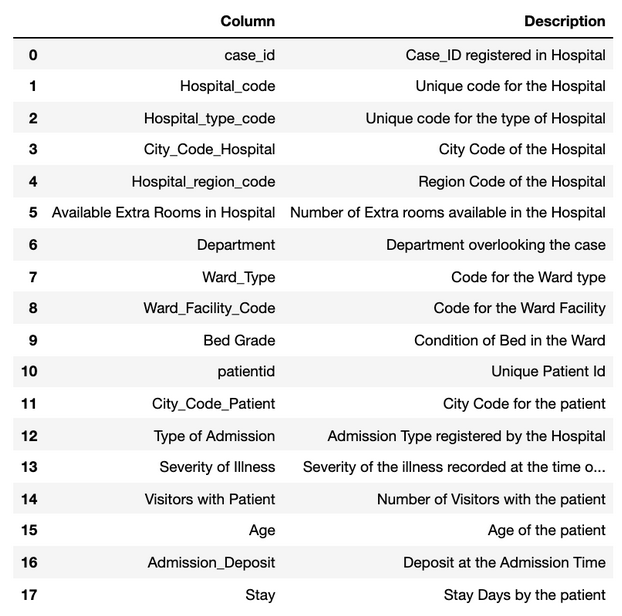 Column Description
0 case_id Case_ID registered in Hospital
1 Hospital_code Unique code for the Hospital
2 Hospital_type_code Unique code for the type of Hospital
3 City_Code_Hospital City Code of the Hospital
4 Hospital_region_code Region Code of the Hospital
5 Available Extra Rooms in Hospital Number of Extra rooms available in the Hospital
6 Department Department overlooking the case
7 Ward_Type Code for the Ward type
8 Ward_Facility_Code Code for the Ward Facility
9 Bed Grade Condition of Bed in the Ward
10 patientid Unique Patient Id
11 City_Code_Patient City Code for the patient
12 Type of Admission Admission Type registered by the Hospital
13 Severity of Illness Severity of the illness recorded at the time o...
14 Visitors with Patient Number of Visitors with the patient
15 Age Age of the patient
16 Admission_Deposit Deposit at the Admission Time
17 Stay Stay Days by the patient